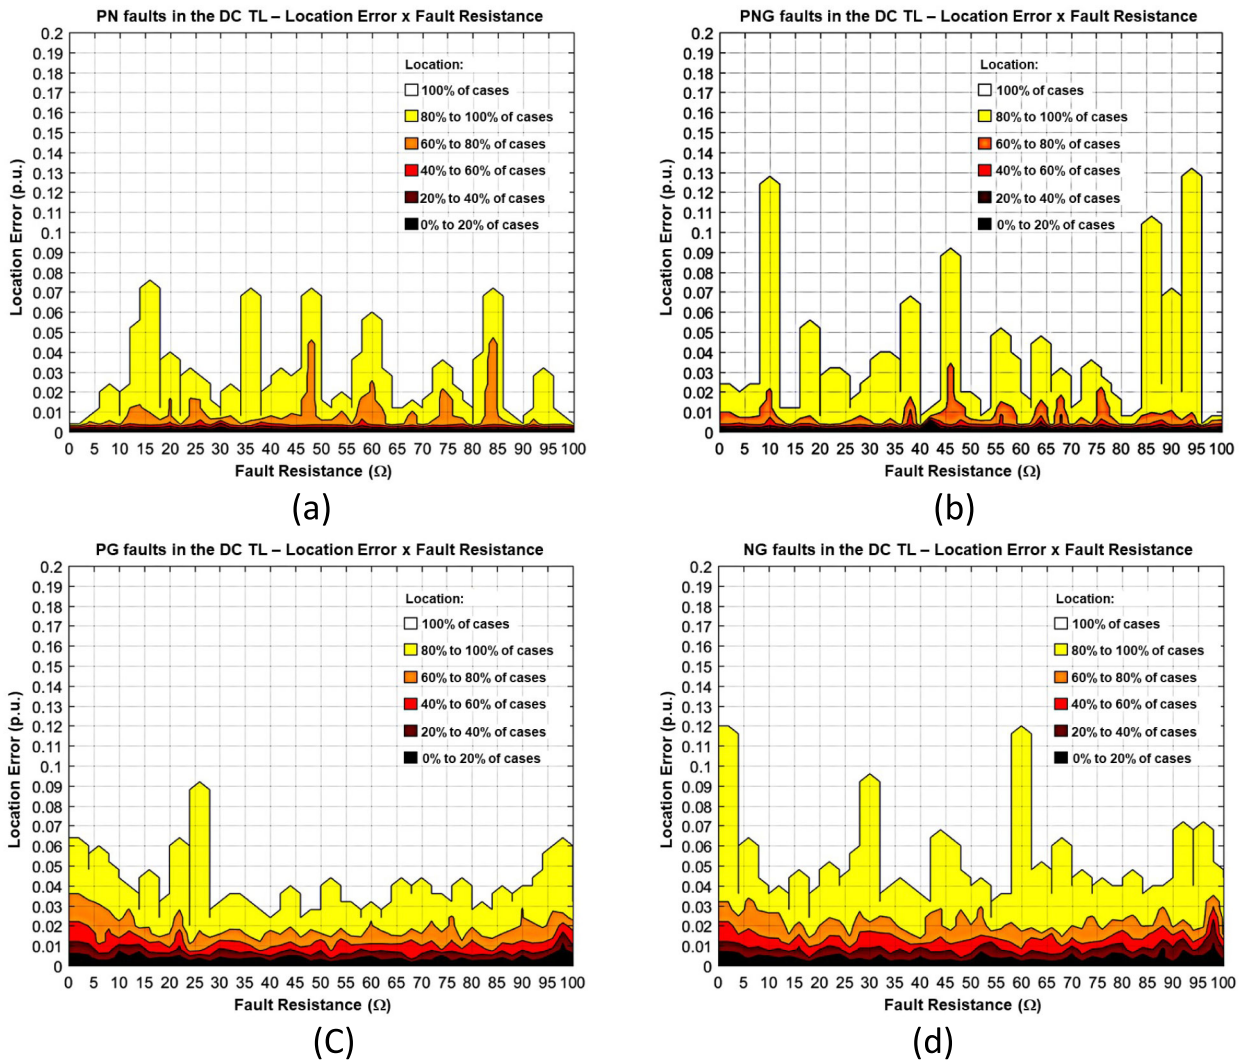 PN faults in the DC TL – Location Error x Fault Resistance
0.2
0.19
0.18
0.17
0.16
0.15
0.14
0.13
0.12
0.11
0.1
0.09
0.08
0.07
0.06
0.05
0.04
0.03
0.02
0.01
0
Location Error (p.u.)
Location:
100% of cases
80% to 100% of cases
60% to 80% of cases
40% to 60% of cases
20% to 40% of cases
0% to 20% of cases
0 5 10 15 20 25 30 35 40 45 50 55 60 65 70 75 80 85 90 95 100
Fault Resistance (Ω)
(a)
PNG faults in the DC TL – Location Error x Fault Resistance
0.2
0.19
0.18
0.17
0.16
0.15
0.14
0.13
0.12
0.11
0.1
0.09
0.08
0.07
0.06
0.05
0.04
0.03
0.02
0.01
0
Location Error (p.u.)
Location:
100% of cases
80% to 100% of cases
60% to 80% of cases
40% to 60% of cases
20% to 40% of cases
0% to 20% of cases
0 5 10 15 20 25 30 35 40 45 50 55 60 65 70 75 80 85 90 95 100
Fault Resistance (Ω)
(b)
PG faults in the DC TL – Location Error x Fault Resistance
0.2
0.19
0.18
0.17
0.16
0.15
0.14
0.13
0.12
0.11
0.1
0.09
0.08
0.07
0.06
0.05
0.04
0.03
0.02
0.01
0
Location Error (p.u.)
Location:
100% of cases
80% to 100% of cases
60% to 80% of cases
40% to 60% of cases
20% to 40% of cases
0% to 20% of cases
0 5 10 15 20 25 30 35 40 45 50 55 60 65 70 75 80 85 90 95 100
Fault Resistance (Ω)
(C)
NG faults in the DC TL – Location Error x Fault Resistance
0.2
0.19
0.18
0.17
0.16
0.15
0.14
0.13
0.12
0.11
0.1
0.09
0.08
0.07
0.06
0.05
0.04
0.03
0.02
0.01
0
Location Error (p.u.)
Location:
100% of cases
80% to 100% of cases
60% to 80% of cases
40% to 60% of cases
20% to 40% of cases
0% to 20% of cases
0 5 10 15 20 25 30 35 40 45 50 55 60 65 70 75 80 85 90 95 100
Fault Resistance (Ω)
(d)